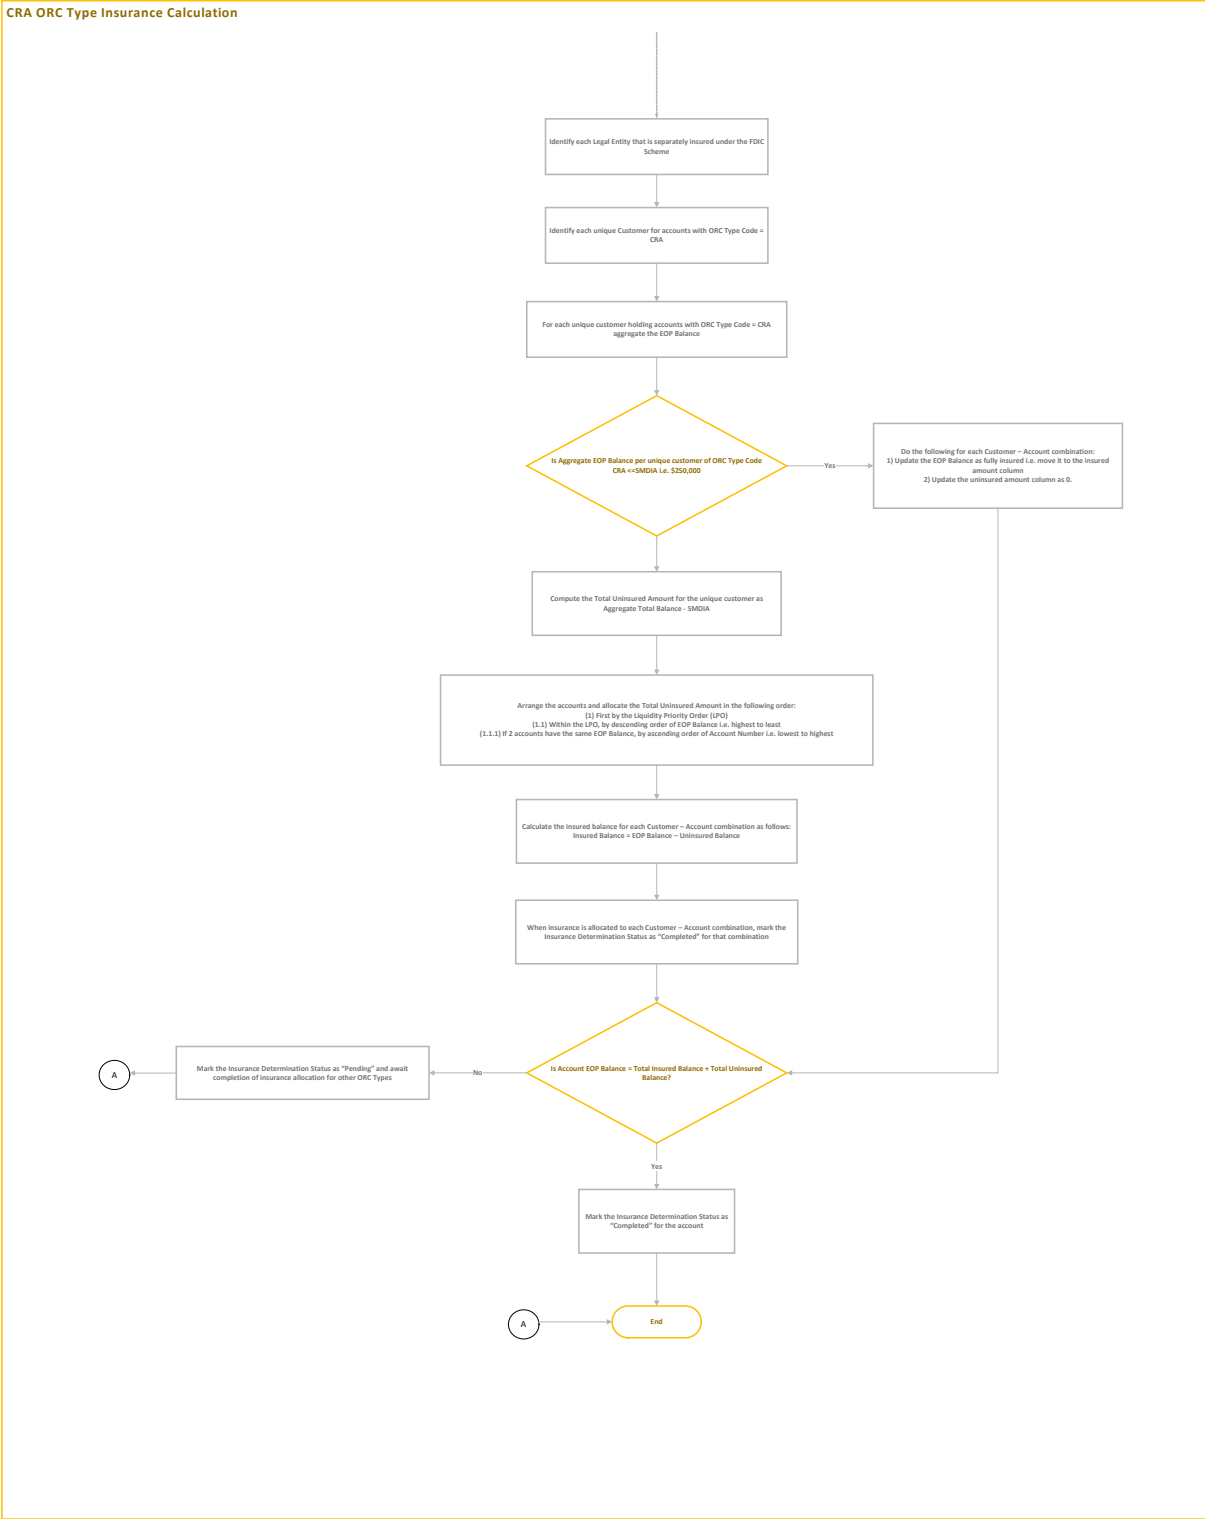 CRA ORC Type Insurance Calculation
Identify each Legal Entity that is separately insured under the FDIC
Scheme
Identify each unique Customer for accounts with ORC Type Code =
CRA
For each unique customer holding accounts with ORC Type Code = CRA
aggregate the EOP Balance
Is Aggregate EOP Balance per unique customer of ORC Type Code
CRA <=SMDIA i.e. $250,000
Yes
Do the following for each Customer – Account combination:
1) Update the EOP Balance as fully insured i.e. move it to the insured
amount column
2) Update the uninsured amount column as 0.
Compute the Total Uninsured Amount for the unique customer as
Aggregate Total Balance - SMDIA
Arrange the accounts and allocate the Total Uninsured Amount in the following order:
(1) First by the Liquidity Priority Order (LPO)
(1.1) Within the LPO, by descending order of EOP Balance i.e. highest to least
(1.1.1) If 2 accounts have the same EOP Balance, by ascending order of Account Number i.e. lowest to highest
Calculate the insured balance for each Customer – Account combination as follows:
Insured Balance = EOP Balance – Uninsured Balance
When insurance is allocated to each Customer – Account combination, mark the
Insurance Determination Status as “Completed” for that combination
Is Account EOP Balance = Total Insured Balance + Total Uninsured
Balance?
No
Mark the Insurance Determination Status as “Pending” and await
completion of insurance allocation for other ORC Types
A
Yes
Mark the Insurance Determination Status as
“Completed” for the account
A
End